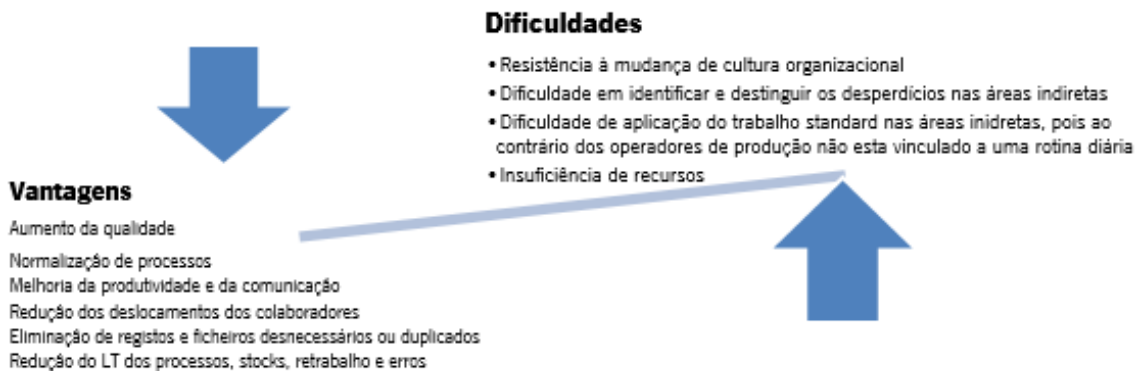 Dificuldades
• Resistência à mudança de cultura organizacional
• Dificuldade em identificar e destinguir os desperdícios nas áreas indiretas
• Dificuldade de aplicação do trabalho standard nas áreas inidretas, pois ao
contrário dos operadores de produção não esta vinculado a uma rotina diária
• Insuficiência de recursos
Vantagens
Aumento da qualidade
Normalização de processos
Melhoria da produtividade e da comunicação
Redução dos deslocamentos dos colaboradores
Eliminação de registos e ficheiros desnecessários ou duplicados
Redução do LT dos processos, stocks, retrabalho e erros